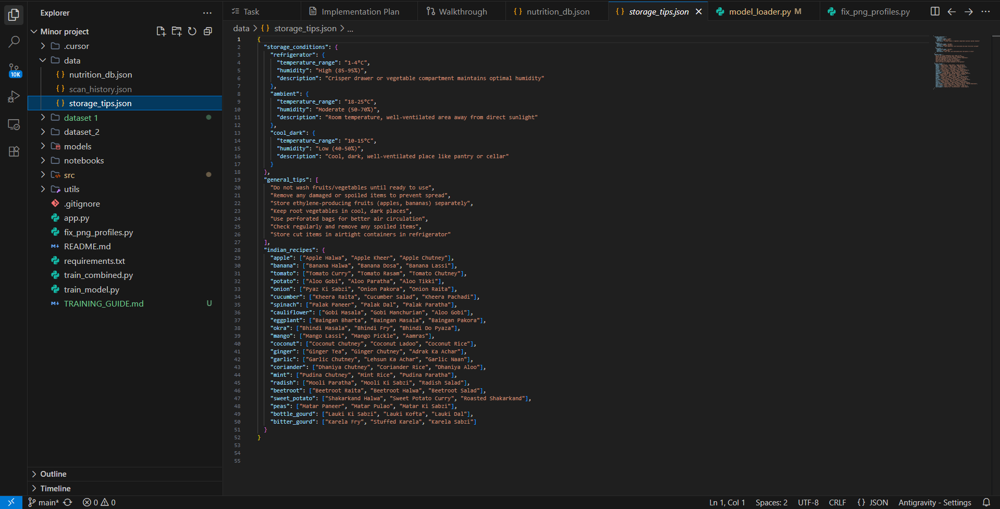 Explorer
Minor project
.cursor
data
nutrition_db.json
scan_history.json
storage_tips.json
dataset 1
dataset_2
models
notebooks
src
utils
.gitignore
app.py
fix_png_profiles.py
README.md
requirements.txt
train_combined.py
train_model.py
TRAINING_GUIDE.md U
Outline
Timeline
10K
Task Implementation Plan Walkthrough nutrition_db.json storage_tips.json model_loader.py M fix_png_profiles.py
data > {} storage_tips.json > ...
1 {
2 "storage_conditions": {
3 "refrigerator": {
4 "temperature_range": "1-4°C",
5 "humidity": "High (85-95%)",
6 "description": "Crisper drawer or vegetable compartment maintains optimal humidity"
7 },
8 "ambient": {
9 "temperature_range": "18-25°C",
10 "humidity": "Moderate (50-70%)",
11 "description": "Room temperature, well-ventilated area away from direct sunlight"
12 },
13 "cool_dark": {
14 "temperature_range": "10-15°C",
15 "humidity": "Low (40-50%)",
16 "description": "Cool, dark, well-ventilated place like pantry or cellar"
17 }
18 },
19 "general_tips": [
20 "Do not wash fruits/vegetables until ready to use",
21 "Remove any damaged or spoiled items to prevent spread",
22 "Store ethylene-producing fruits (apples, bananas) separately",
23 "Keep root vegetables in cool, dark places",
24 "Use perforated bags for better air circulation",
25 "Check regularly and remove any spoiled items",
26 "Store cut items in airtight containers in refrigerator"
27 ],
28 "indian_recipes": {
29 "apple": ["Apple Halwa", "Apple Kheer", "Apple Chutney"],
30 "banana": ["Banana Halwa", "Banana Dosa", "Banana Lassi"],
31 "tomato": ["Tomato Curry", "Tomato Rasam", "Tomato Chutney"],
32 "potato": ["Aloo Gobi", "Aloo Paratha", "Aloo Tikki"],
33 "onion": ["Pyaz Ki Sabzi", "Onion Pakora", "Onion Raita"],
34 "cucumber": ["Kheera Raita", "Cucumber Salad", "Kheera Pachadi"],
35 "spinach": ["Palak Paneer", "Palak Dal", "Palak Paratha"],
36 "cauliflower": ["Gobi Masala", "Gobi Manchurian", "Aloo Gobi"],
37 "eggplant": ["Baingan Bharta", "Baingan Masala", "Baingan Pakora"],
38 "okra": ["Bhindi Masala", "Bhindi Fry", "Bhindi Do Pyaza"],
39 "mango": ["Mango Lassi", "Mango Pickle", "Aamras"],
40 "coconut": ["Coconut Chutney", "Coconut Ladoo", "Coconut Rice"],
41 "ginger": ["Ginger Tea", "Ginger Chutney", "Adrak Ka Achar"],
42 "garlic": ["Garlic Chutney", "Lehsun Ka Achar", "Garlic Naan"],
43 "coriander": ["Dhaniya Chutney", "Coriander Rice", "Dhaniya Aloo"],
44 "mint": ["Pudina Chutney", "Mint Rice", "Pudina Paratha"],
45 "radish": ["Mooli Paratha", "Mooli Ki Sabzi", "Radish Salad"],
46 "beetroot": ["Beetroot Raita", "Beetroot Halwa", "Beetroot Salad"],
47 "sweet_potato": ["Shakarkand Halwa", "Sweet Potato Curry", "Roasted Shakarkand"],
48 "peas": ["Matar Paneer", "Matar Pulao", "Matar Ki Sabzi"],
49 "bottle_gourd": ["Lauki Ki Sabzi", "Lauki Kofta", "Lauki Dal"],
50 "bitter_gourd": ["Karela Fry", "Stuffed Karela", "Karela Sabzi"]
51 }
52 }
53
54
55
main* 0 0 Ln 1, Col 1 Spaces: 2 UTF-8 CRLF {} JSON Antigravity - Settings